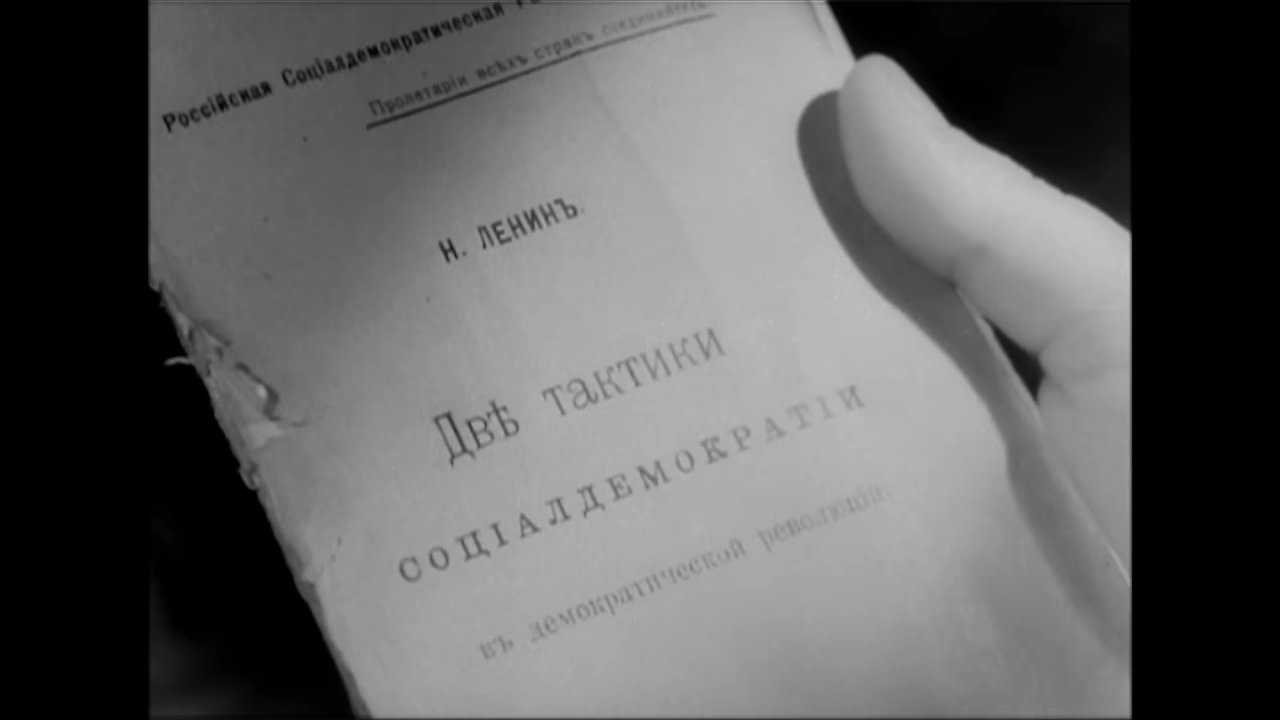 Россійская Соціалдемократическая
Пролетаріи всѣхъ странъ соединяйтесь
Н. ЛЕНИНЪ.
Двѣ тактики
СОЦІАЛДЕМОКРАТІИ
въ демократической революціи.